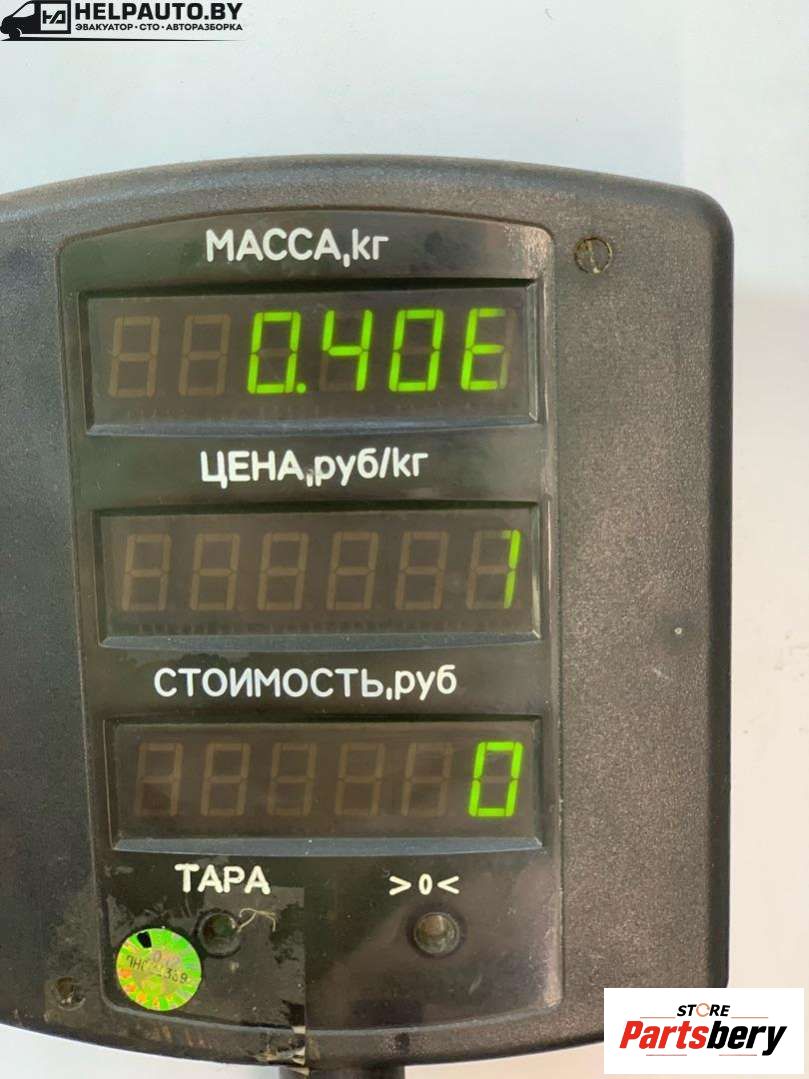 HELPAUTO.BY
ЭВАКУАТОР • СТО • АВТОРАЗБОРКА
МАССА,кг
0.40E
ЦЕНА,руб/кг
1
СТОИМОСТЬ,руб
0
ТАРА >0<
STORE
Partsbery